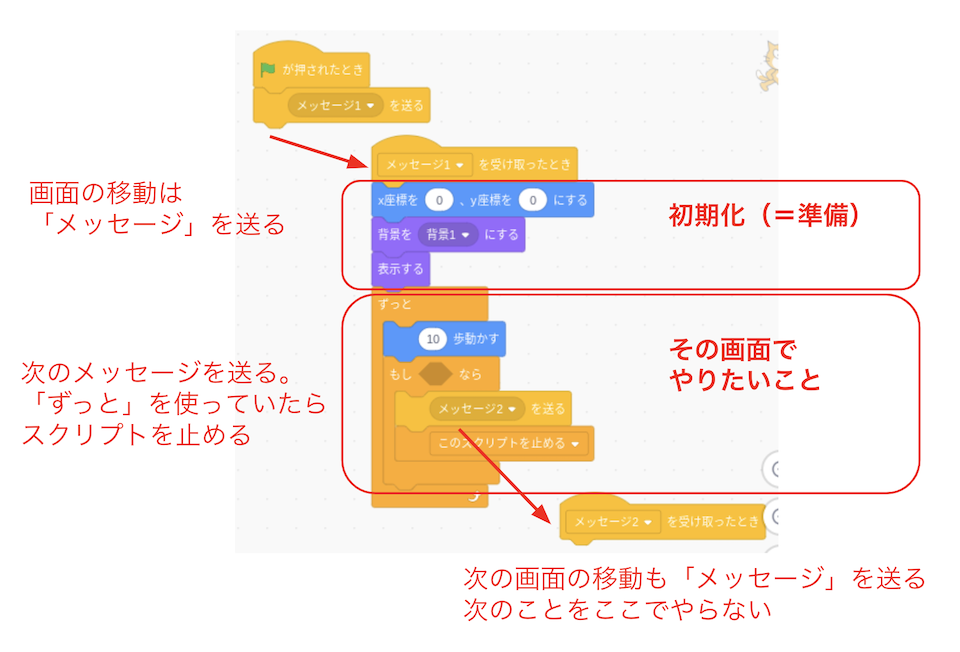 が押されたとき
メッセージ1 を送る
メッセージ1 を受け取ったとき
画面の移動は
「メッセージ」を送る
x座標を 0 、y座標を 0 にする
初期化（＝準備）
背景を 背景1 にする
表示する
ずっと
10 歩動かす
その画面で
やりたいこと
もし なら
次のメッセージを送る。
「ずっと」を使っていたら
スクリプトを止める
メッセージ2 を送る
このスクリプトを止める
メッセージ2 を受け取ったとき
次の画面の移動も「メッセージ」を送る
次のことをここでやらない